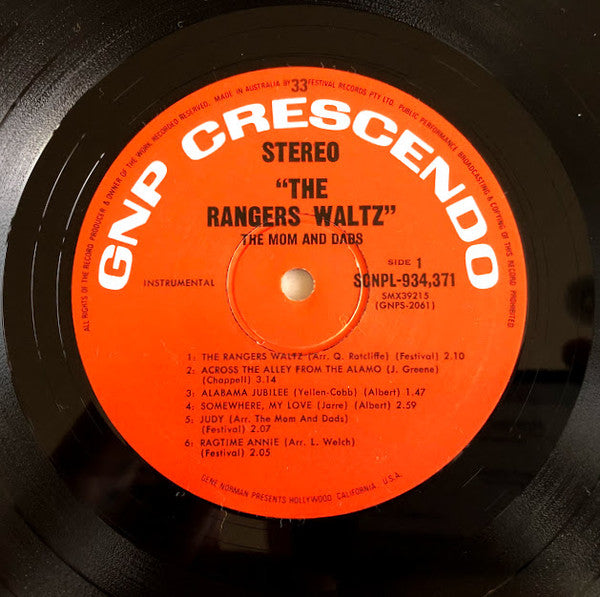 ALL RIGHTS OF THE RECORD PRODUCER & OWNER OF THE WORK RECORDED RESERVED. MADE IN AUSTRALIA BY FESTIVAL RECORDS PTY. LTD. PUBLIC PERFORMANCE BROADCASTING & COPYING OF THIS RECORD PROHIBITED
33
GNP CRESCENDO
STEREO
"THE
RANGERS WALTZ"
THE MOM AND DADS
SIDE 1
INSTRUMENTAL
SCNPL-934,371
SMX39215
(GNPS-2061)
1: THE RANGERS WALTZ (Arr. Q. Ratcliffe) (Festival) 2.10
2: ACROSS THE ALLEY FROM THE ALAMO (J. Greene)
(Chappell) 3.14
3: ALABAMA JUBILEE (Yellen-Cobb) (Albert) 1.47
4: SOMEWHERE, MY LOVE (Jarre) (Albert) 2.59
5: JUDY (Arr. The Mom And Dads)
(Festival) 2.07
6: RAGTIME ANNIE (Arr. L. Welch)
(Festival) 2.05
GENE NORMAN PRESENTS HOLLYWOOD, CALIFORNIA, U.S.A.